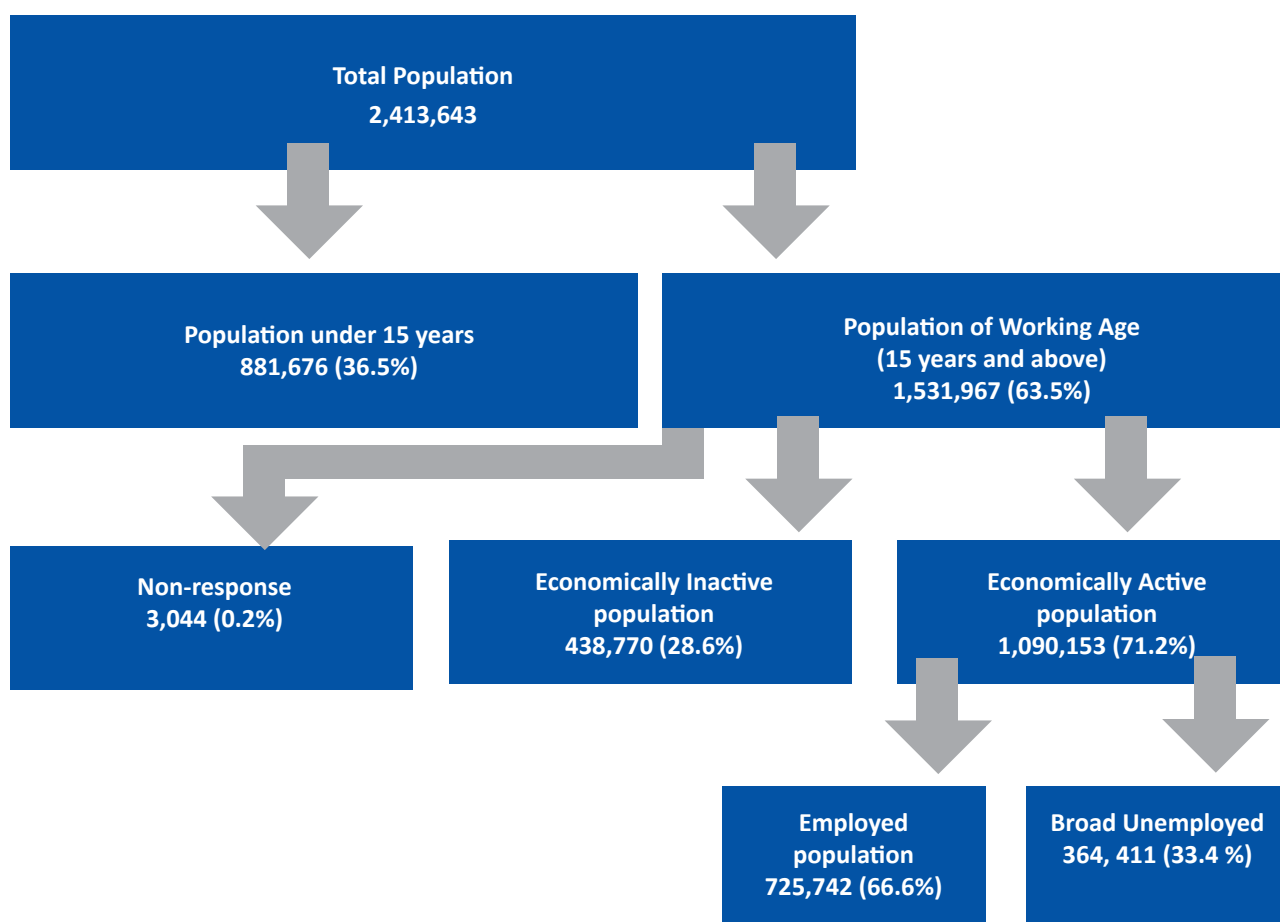 Total Population
2,413,643
Population under 15 years
881,676 (36.5%)
Population of Working Age
(15 years and above)
1,531,967 (63.5%)
Non-response
3,044 (0.2%)
Economically Inactive
population
438,770 (28.6%)
Economically Active
population
1,090,153 (71.2%)
Employed
population
725,742 (66.6%)
Broad Unemployed
364, 411 (33.4 %)